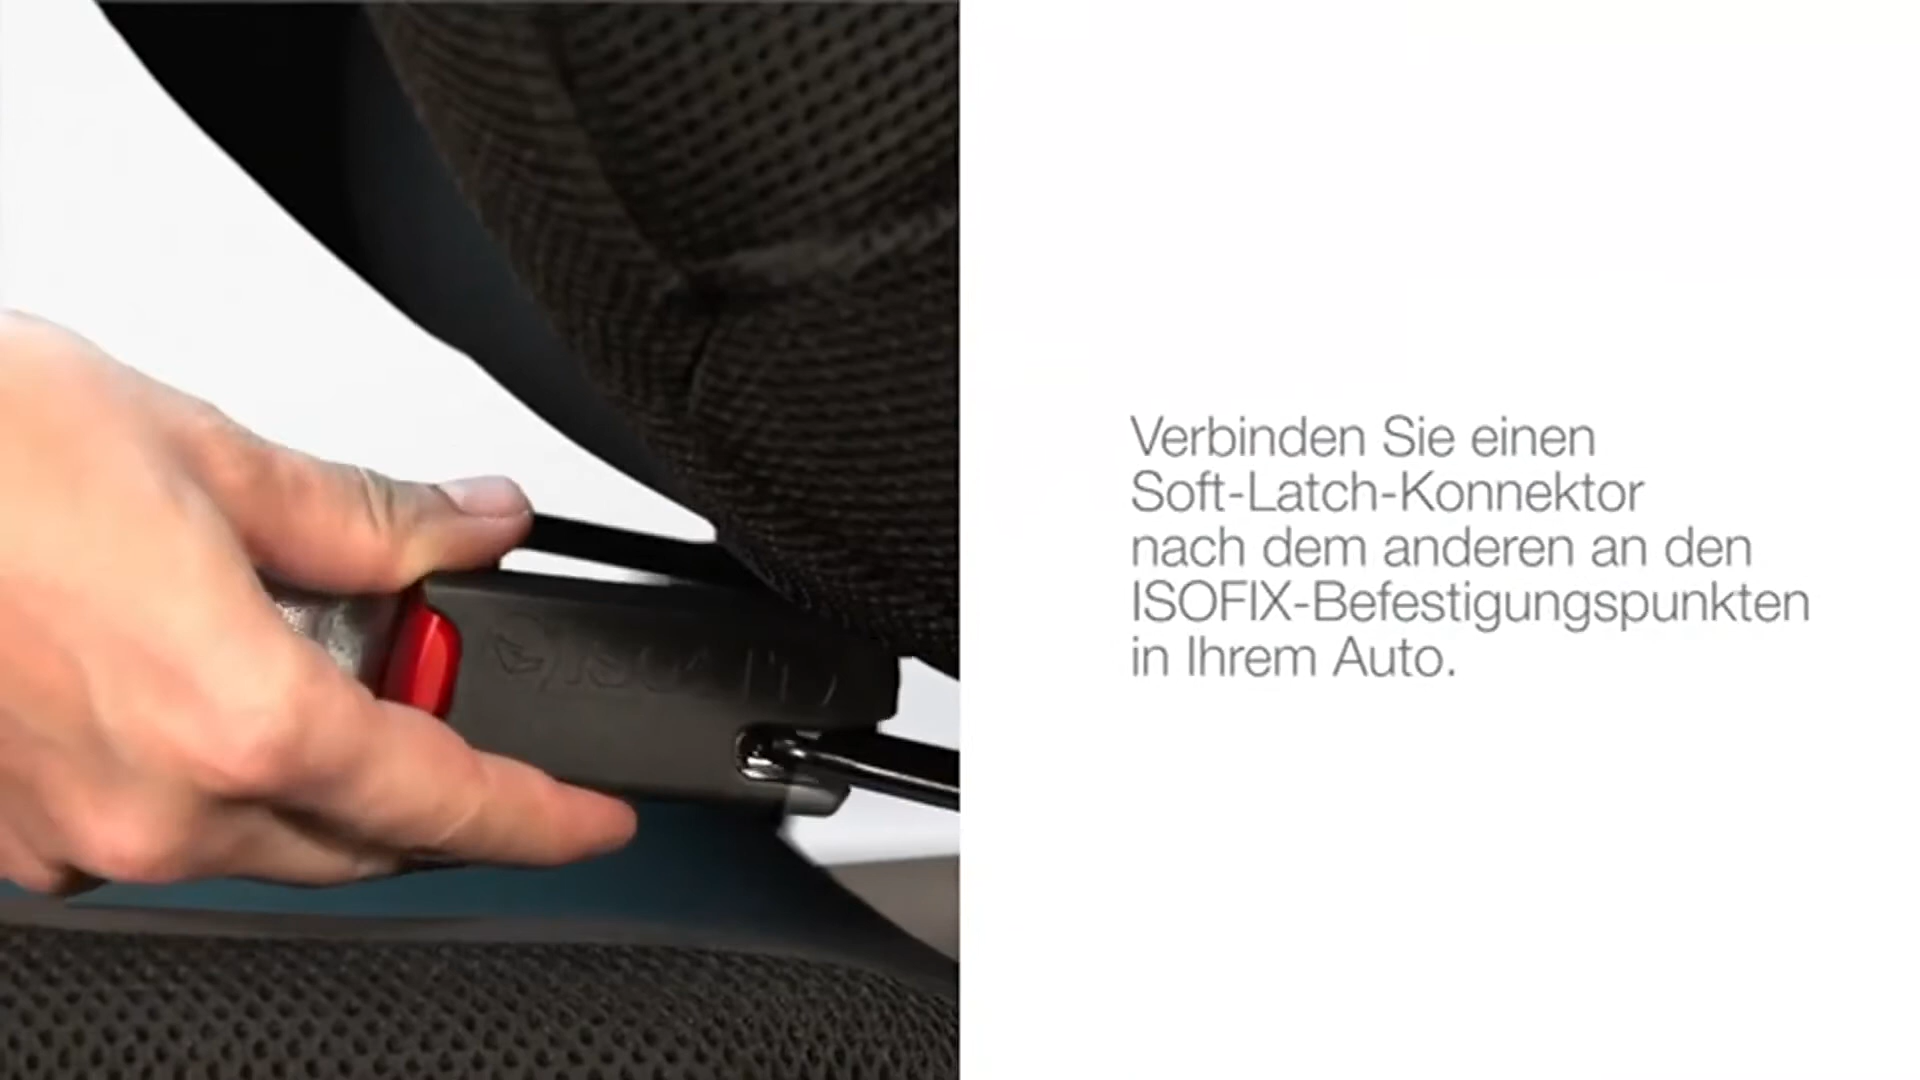 Verbinden Sie einen
Soft-Latch-Konnektor
nach dem anderen an den
ISOFIX-Befestigungspunkten
in Ihrem Auto.